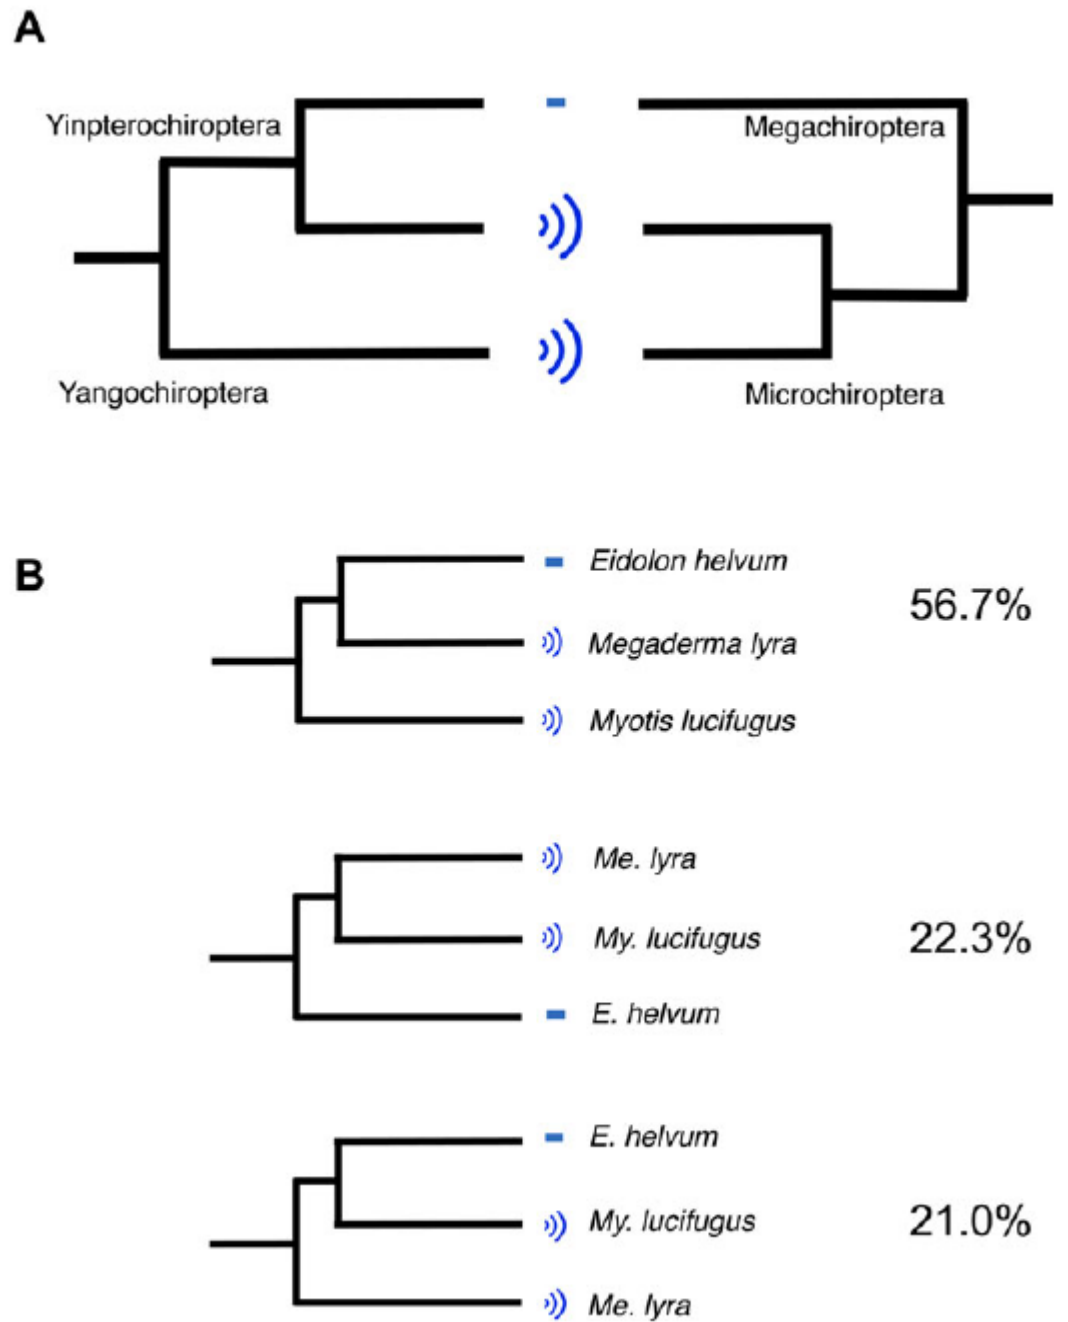 A
Yinpterochiroptera
Megachiroptera
Yangochiroptera
Microchiroptera
B
Eidolon helvum
56.7%
Megaderma lyra
Myotis lucifugus
Me. lyra
My. lucifugus
22.3%
E. helvum
E. helvum
My. lucifugus
21.0%
Me. lyra